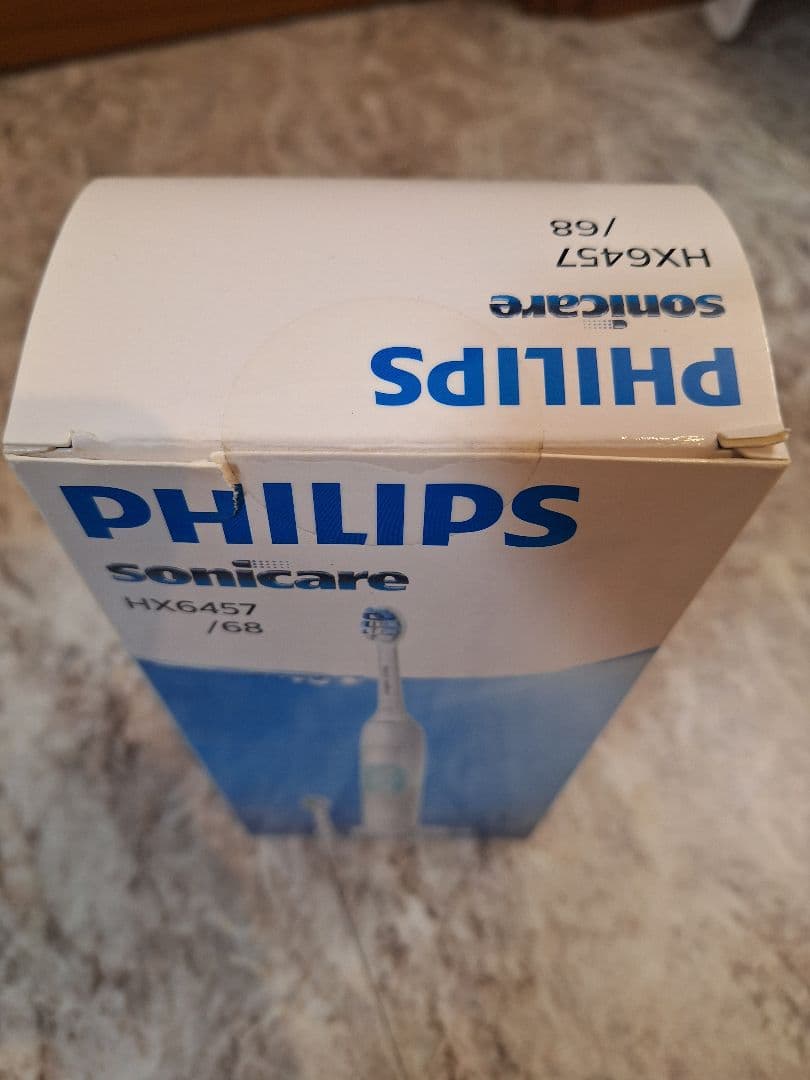 PHILIPS
sonicare
HX6457
/68
PHILIPS
sonicare
HX6457
/68